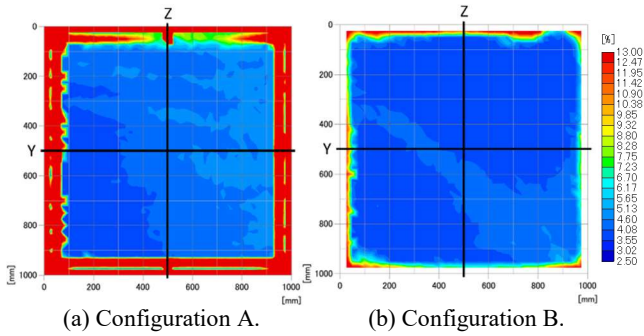 Z
0
200
400
Y
600
800
1000
[mm]
200 400 600 800 1000
[mm]
(a) Configuration A.
Z
0
200
400
Y
600
800
1000
[mm]
200 400 600 800 1000
[mm]
(b) Configuration B.
[%]
13.00
12.47
11.95
11.42
10.90
10.38
9.85
9.32
8.80
8.28
7.75
7.23
6.70
6.17
5.65
5.13
4.60
4.08
3.55
3.02
2.50